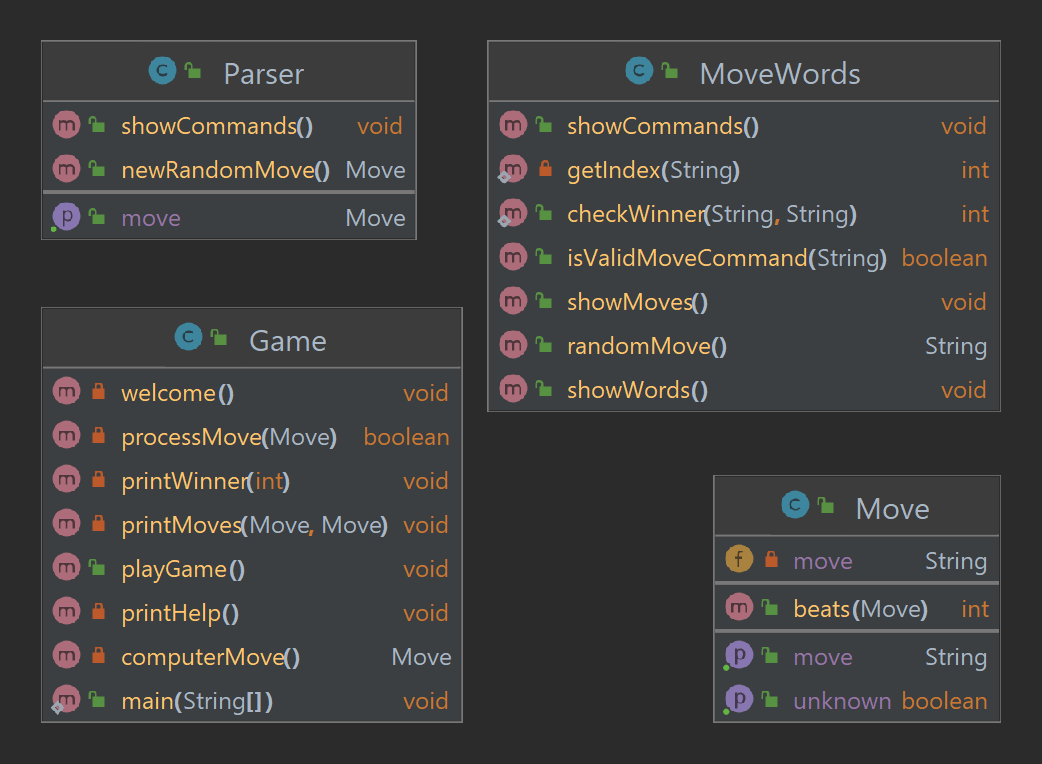 Parser
showCommands() void
newRandomMove() Move
move Move
MoveWords
showCommands() void
getIndex(String) int
checkWinner(String, String) int
isValidMoveCommand(String) boolean
showMoves() void
randomMove() String
showWords() void
Game
welcome() void
processMove(Move) boolean
printWinner(int) void
printMoves(Move, Move) void
playGame() void
printHelp() void
computerMove() Move
main(String[]) void
Move
move String
beats(Move) int
move String
unknown boolean